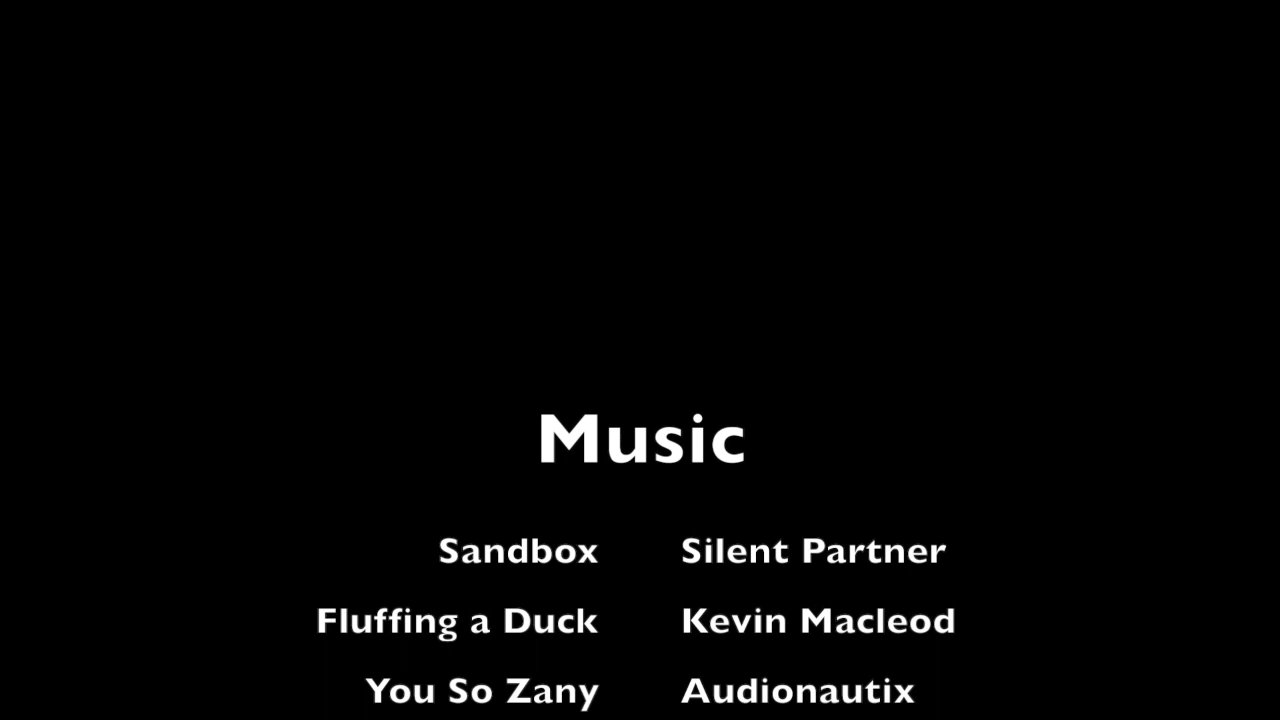 Music
Sandbox Silent Partner
Fluffing a Duck Kevin Macleod
You So Zany Audionautix